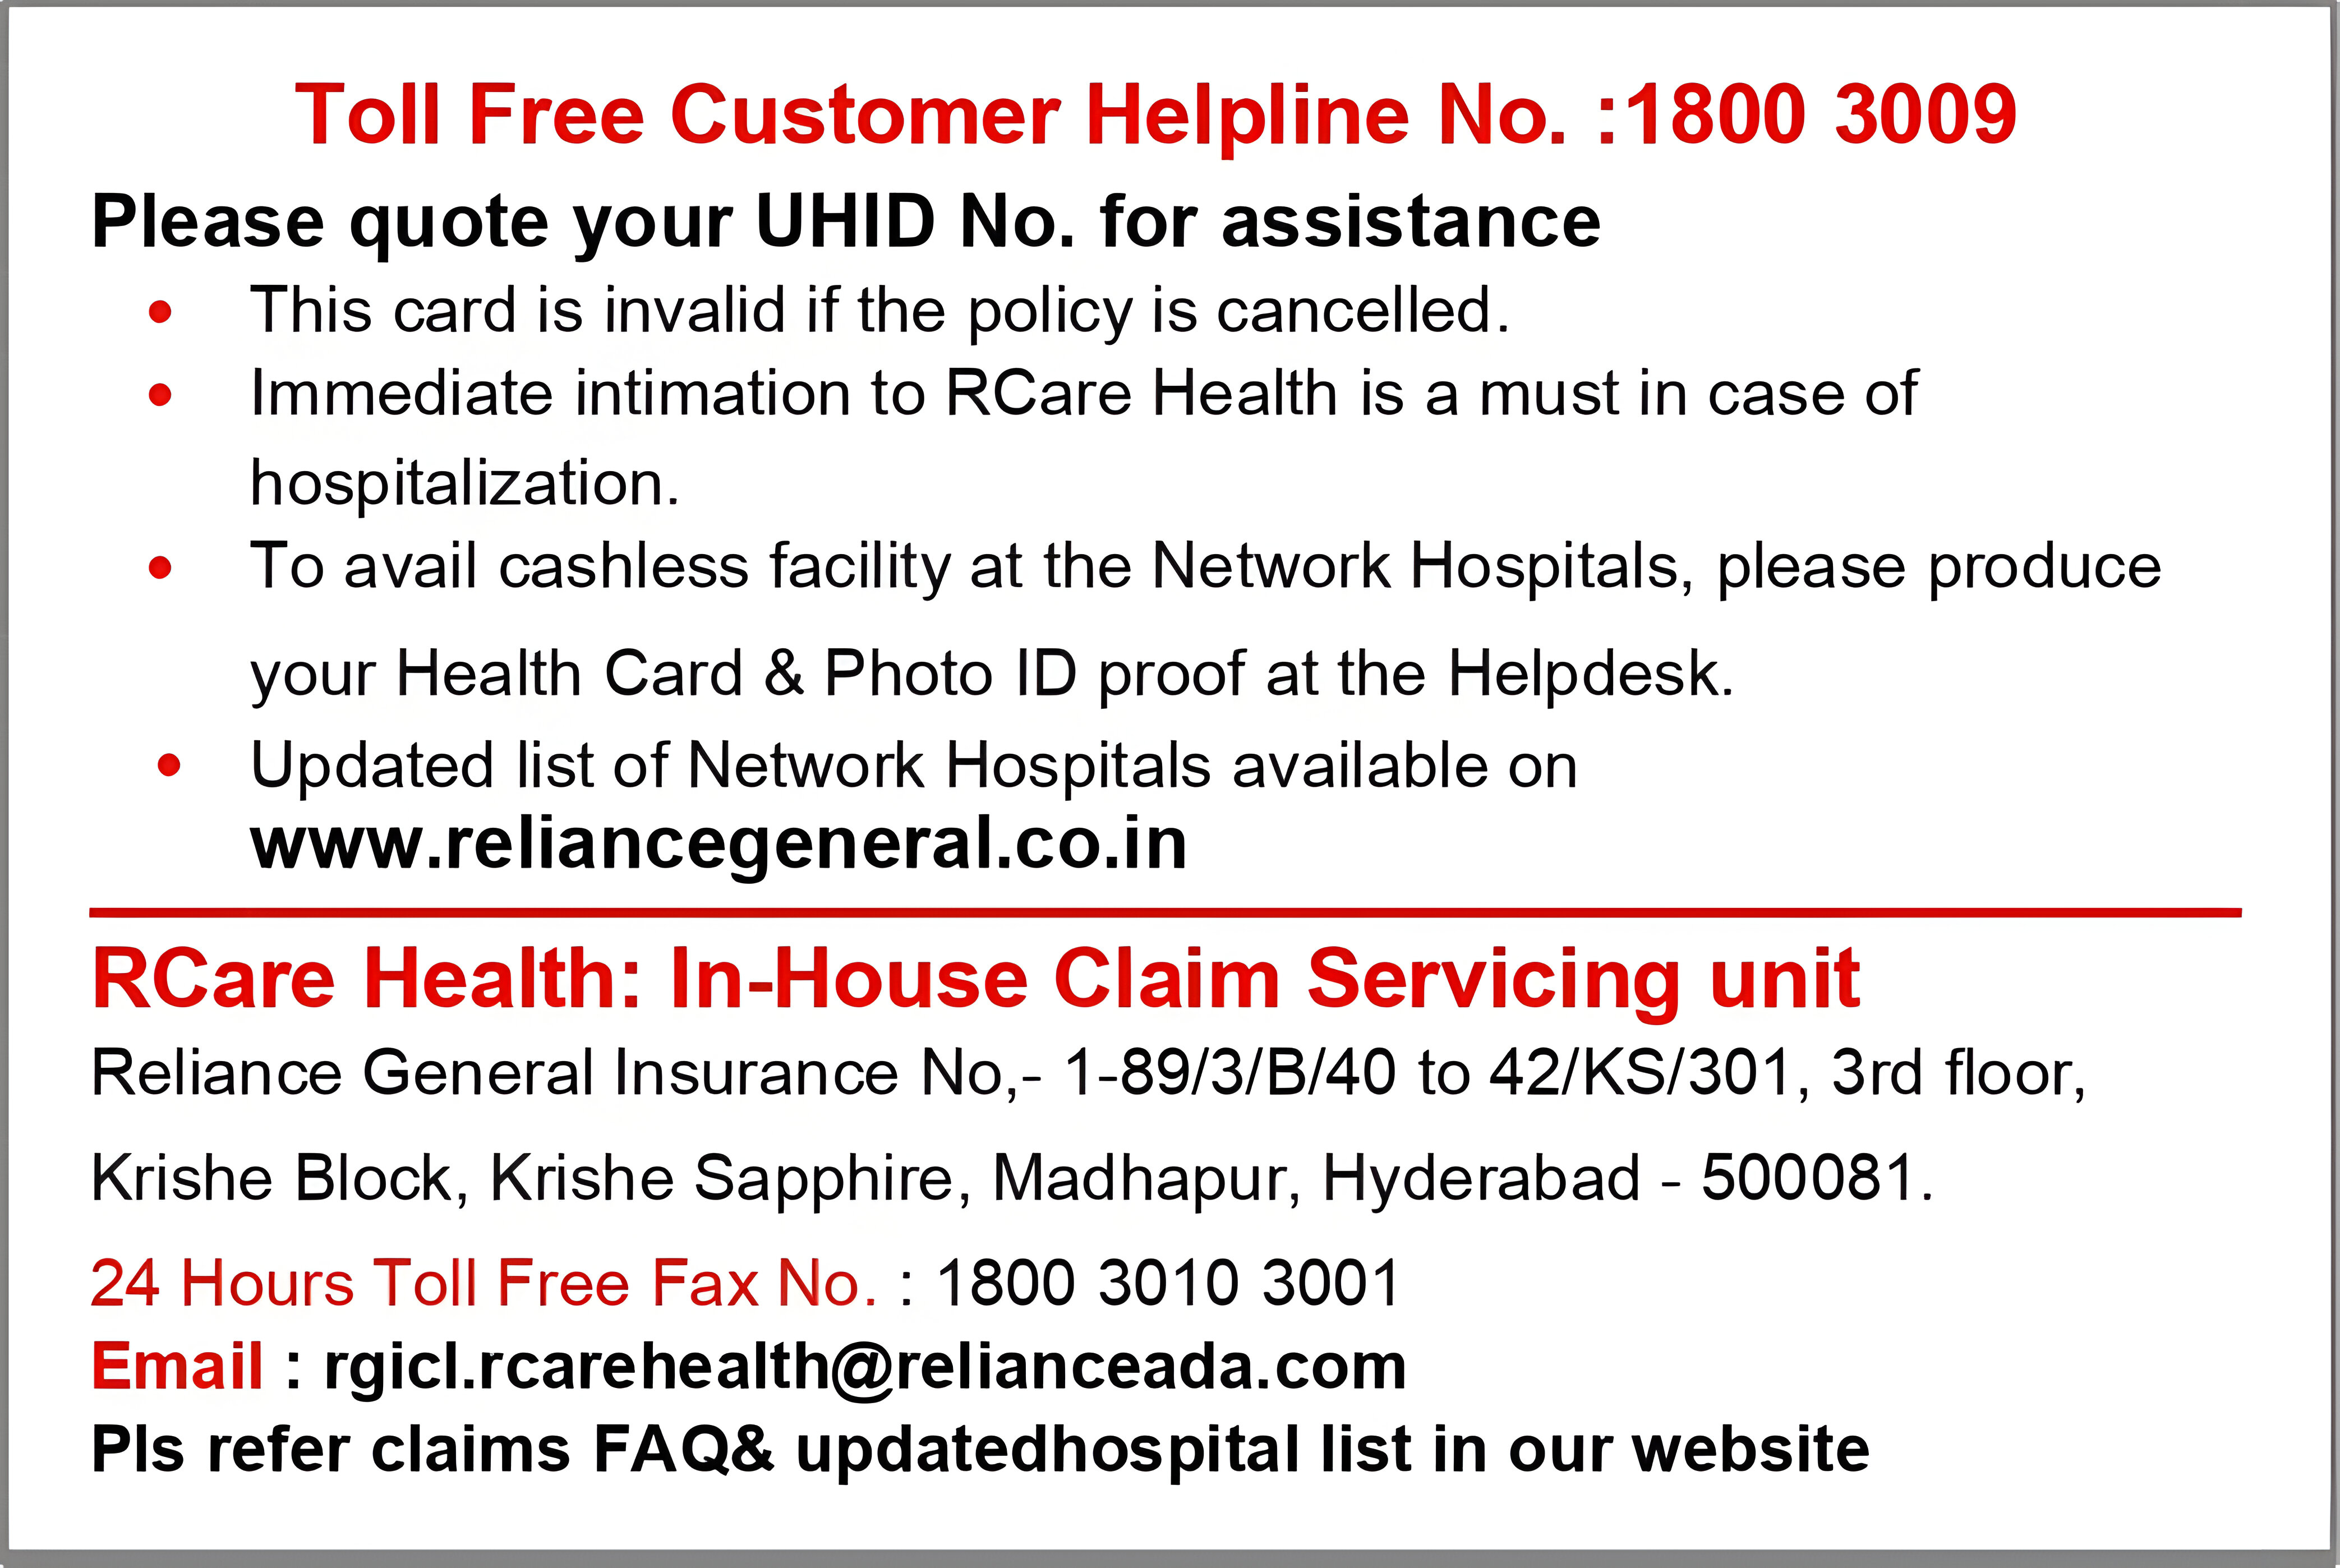 Toll Free Customer Helpline No. :1800 3009
Please quote your UHID No. for assistance
• This card is invalid if the policy is cancelled.
• Immediate intimation to RCare Health is a must in case of
hospitalization.
• To avail cashless facility at the Network Hospitals, please produce
your Health Card & Photo ID proof at the Helpdesk.
• Updated list of Network Hospitals available on
www.reliancegeneral.co.in
RCare Health: In-House Claim Servicing unit
Reliance General Insurance No,- 1-89/3/B/40 to 42/KS/301, 3rd floor,
Krishe Block, Krishe Sapphire, Madhapur, Hyderabad - 500081.
24 Hours Toll Free Fax No. : 1800 3010 3001
Email : rgicl.rcarehealth@relianceada.com
Pls refer claims FAQ& updatedhospital list in our website